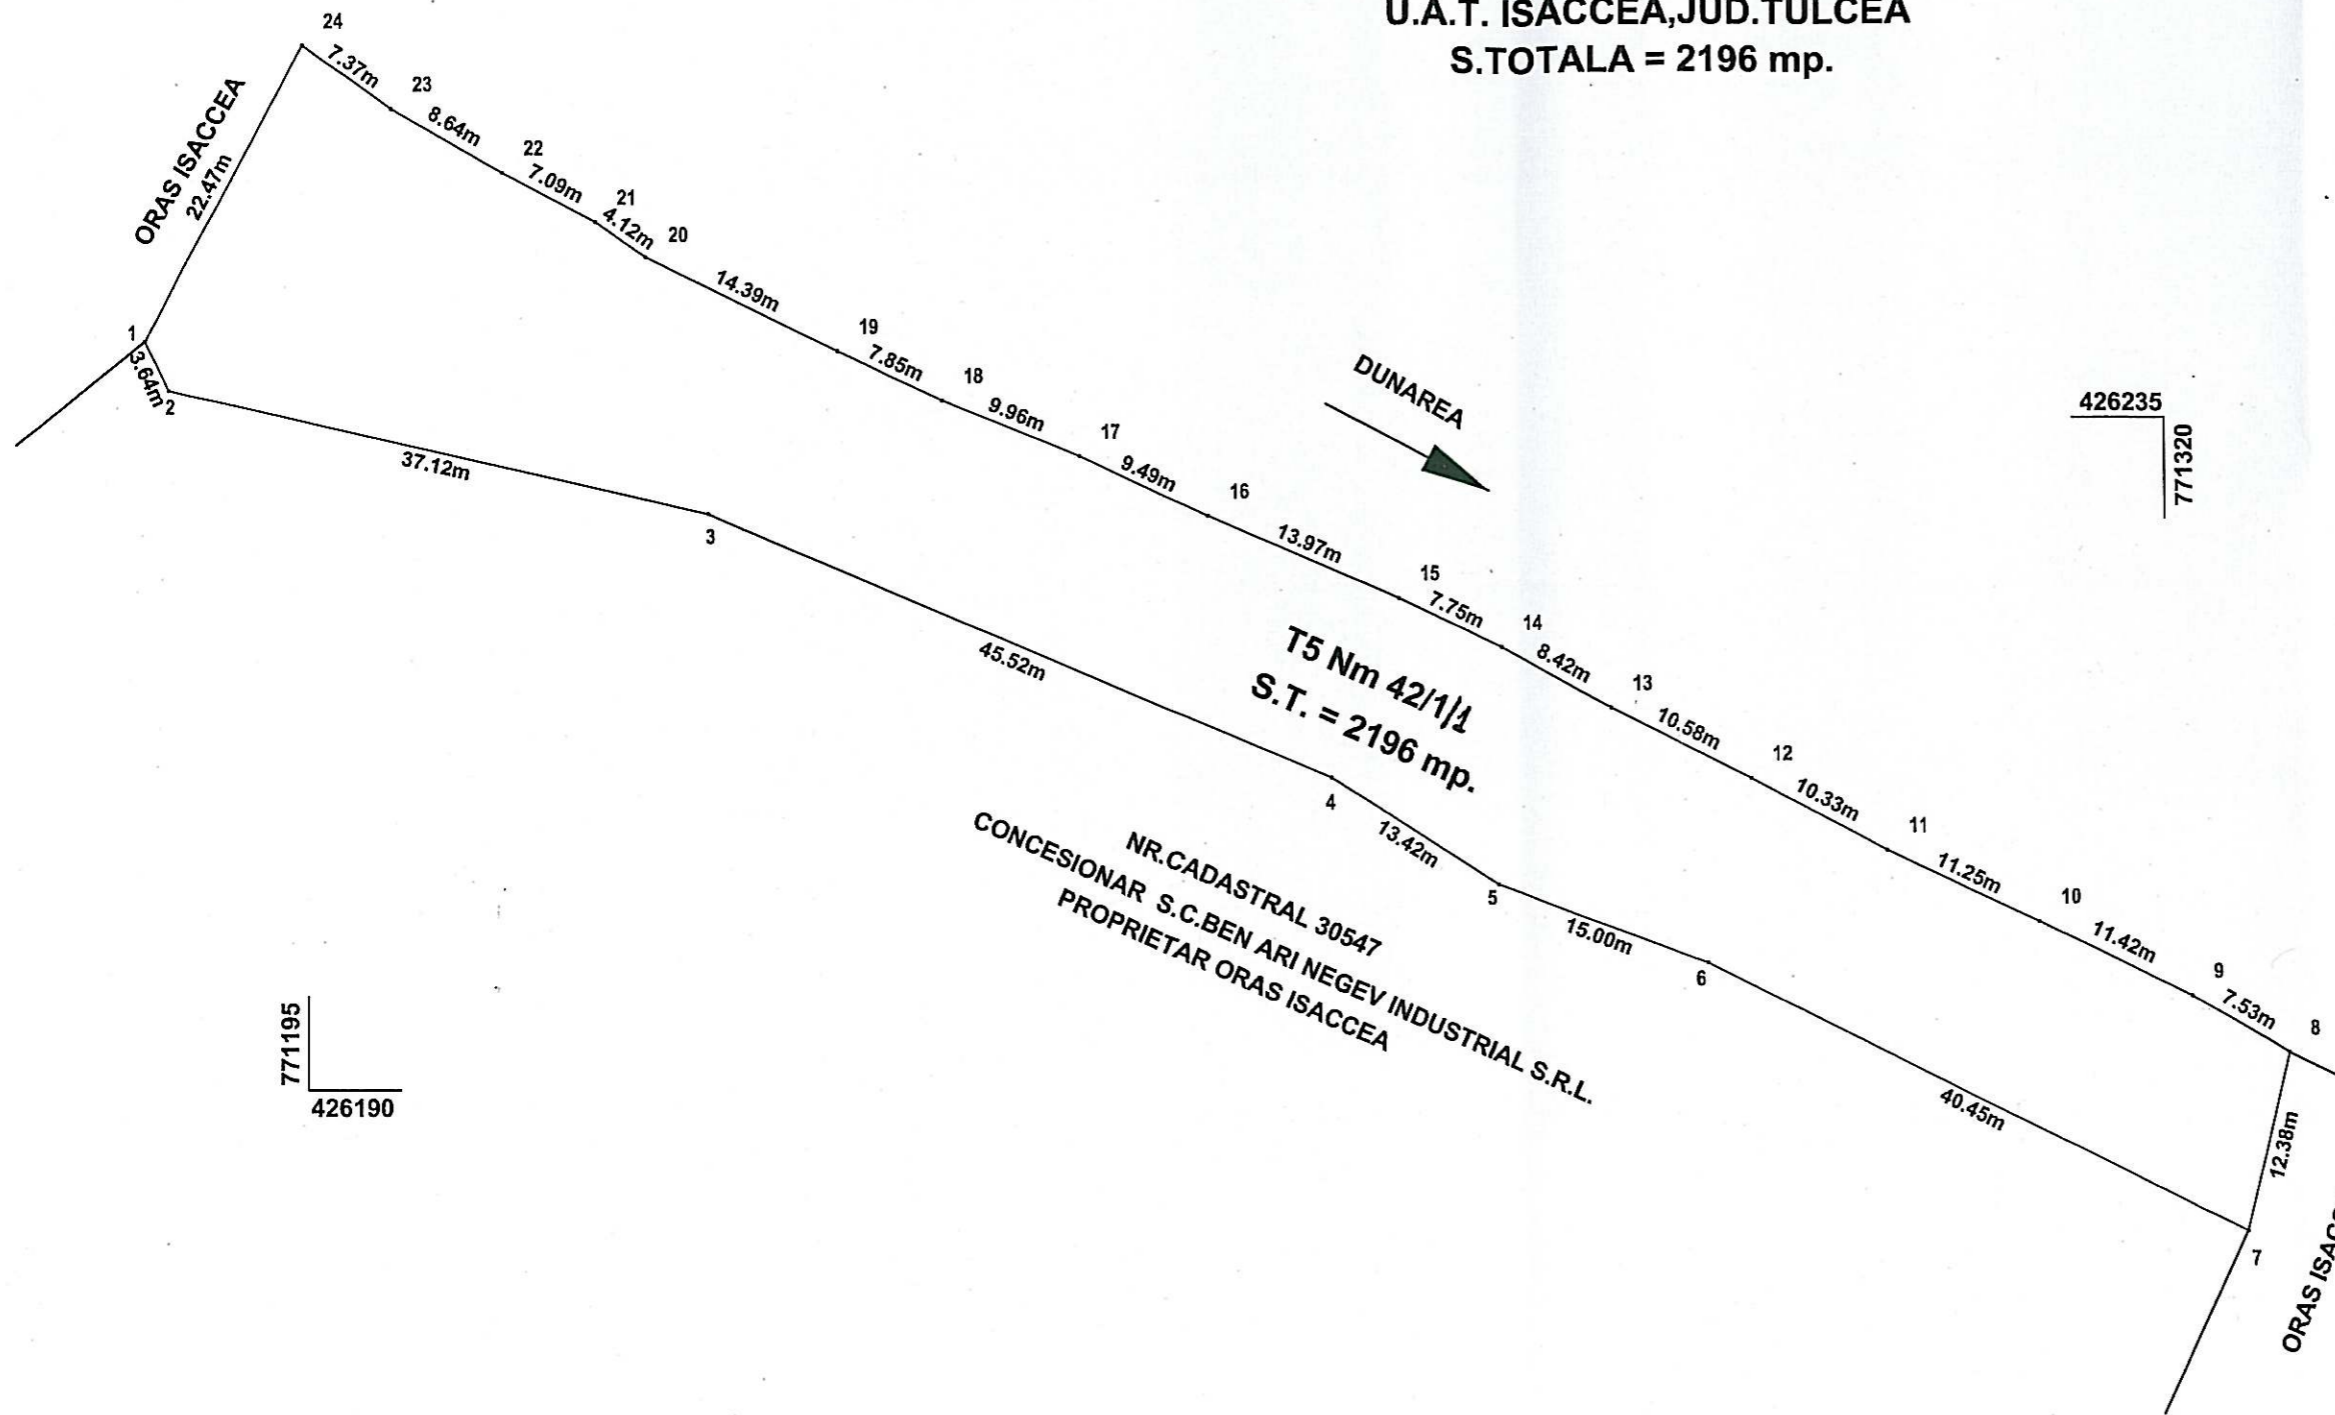 U.A.T. ISACCEA,JUD.TULCEA
S.TOTALA = 2196 mp.
24
7.37m
23
8.64m
22
7.09m
21
4.12m
20
14.39m
19
7.85m
18
9.96m
17
9.49m
16
13.97m
15
7.75m
14
8.42m
13
10.58m
12
10.33m
11
11.25m
10
11.42m
9
7.53m
8
12.38m
7
ORAS ISACCEA
22.47m
1
3.64m
2
37.12m
3
45.52m
4
13.42m
5
15.00m
6
40.45m
DUNAREA
426235
771320
T5 Nm 42/1/1
S.T. = 2196 mp.
NR.CADASTRAL 30547
CONCESIONAR S.C.BEN ARI NEGEV INDUSTRIAL S.R.L.
PROPRIETAR ORAS ISACCEA
771195
426190
ORAS